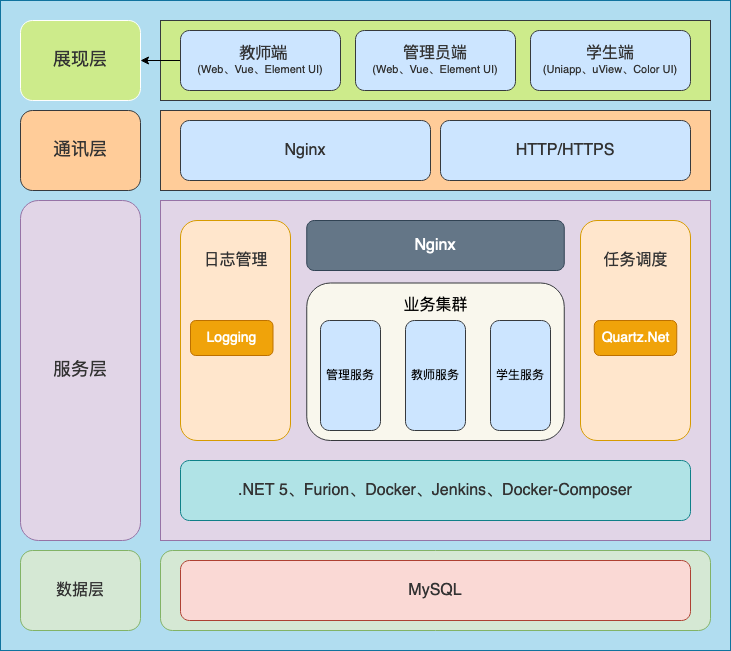 展现层
教师端
(Web、Vue、Element UI)
管理员端
(Web、Vue、Element UI)
学生端
(Uniapp、uView、Color UI)
通讯层
Nginx
HTTP/HTTPS
服务层
日志管理
Logging
Nginx
业务集群
管理服务
教师服务
学生服务
任务调度
Quartz.Net
.NET 5、Furion、Docker、Jenkins、Docker-Composer
数据层
MySQL